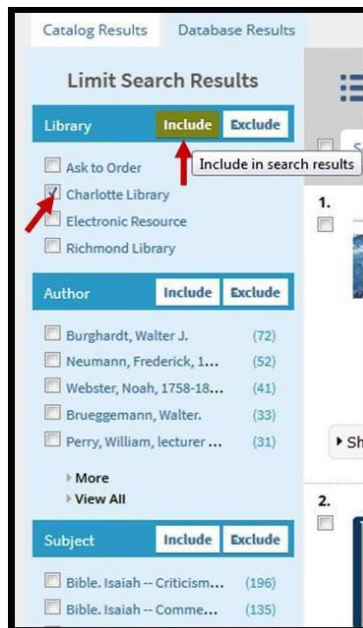 Catalog Results Database Results
Limit Search Results
Library Include Exclude
Include in search results
Ask to Order
Charlotte Library
Electronic Resource
Richmond Library
1.
Author Include Exclude
Burghardt, Walter J. (72)
Neumann, Frederick, 1... (52)
Webster, Noah, 1758-18... (41)
Brueggemann, Walter. (33)
Perry, William, lecturer ... (31)
Sh
More
View All
2.
Subject Include Exclude
Bible. Isaiah -- Criticism... (196)
Bible. Isaiah -- Comme... (135)